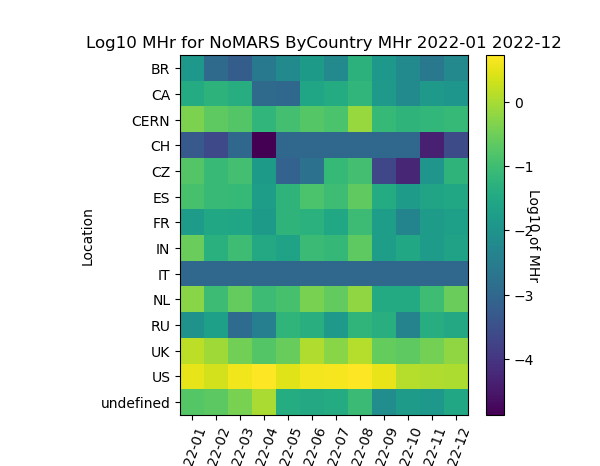 Log10 MHr for NoMARS ByCountry MHr 2022-01 2022-12
BR
CA
CERN
CH
CZ
ES
FR
IN
IT
NL
RU
UK
US
undefined
Location
22-01
22-02
22-03
22-04
22-05
22-06
22-07
22-08
22-09
22-10
22-11
22-12
0
−1
−2
−3
−4
Log10 of MHr